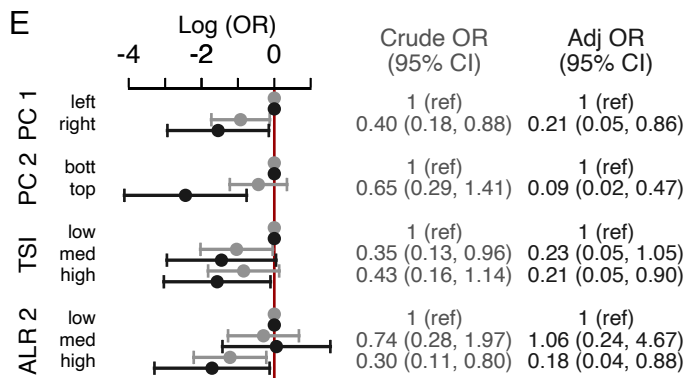 E
Log (OR)
-4 -2 0
Crude OR
(95% CI)
Adj OR
(95% CI)
PC 1
left 1 (ref) 1 (ref)
right 0.40 (0.18, 0.88) 0.21 (0.05, 0.86)
PC 2
bott 1 (ref) 1 (ref)
top 0.65 (0.29, 1.41) 0.09 (0.02, 0.47)
TSI
low 1 (ref) 1 (ref)
med 0.35 (0.13, 0.96) 0.23 (0.05, 1.05)
high 0.43 (0.16, 1.14) 0.21 (0.05, 0.90)
ALR 2
low 1 (ref) 1 (ref)
med 0.74 (0.28, 1.97) 1.06 (0.24, 4.67)
high 0.30 (0.11, 0.80) 0.18 (0.04, 0.88)